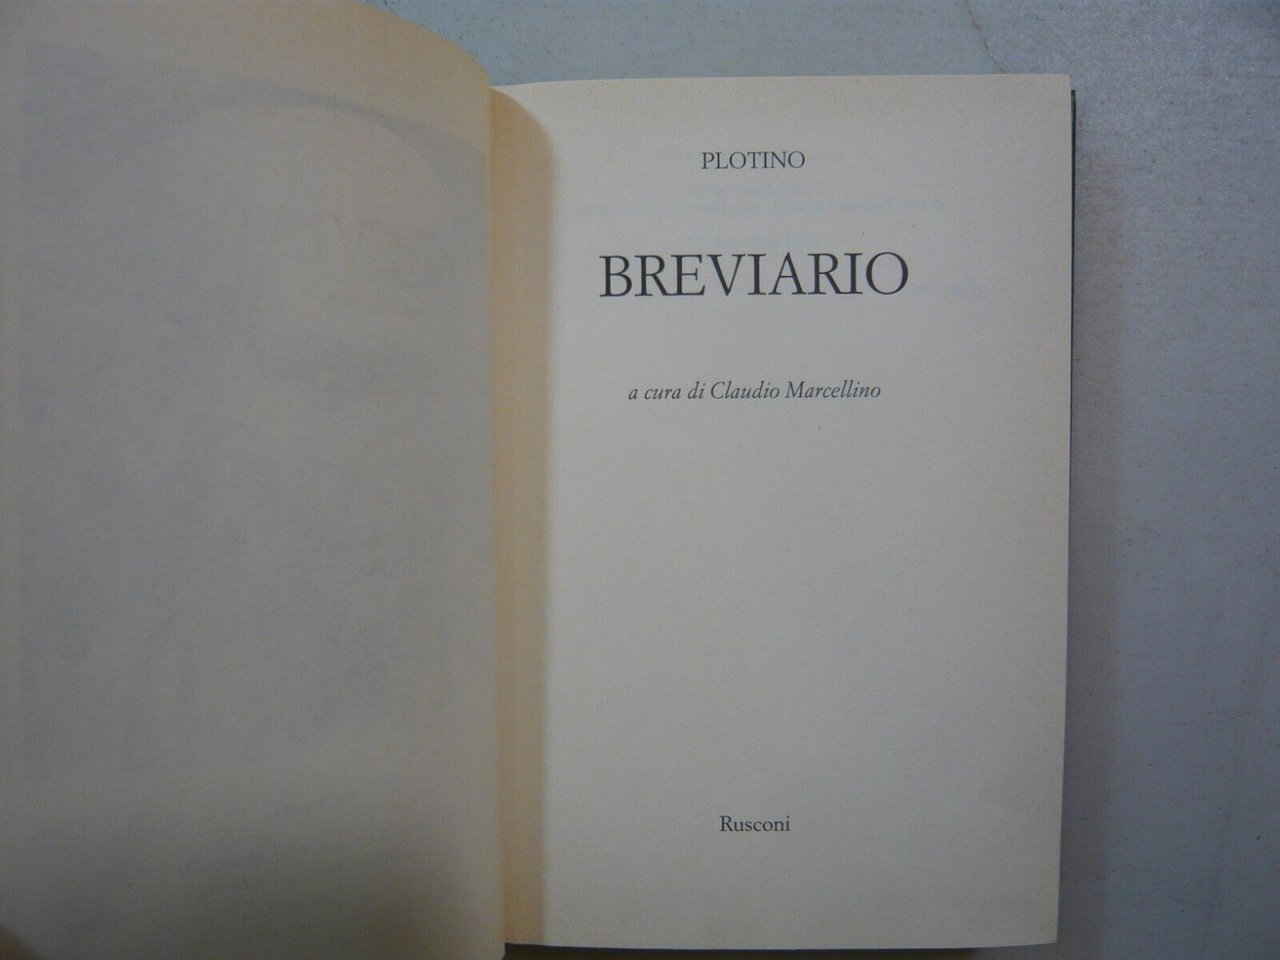 PLOTINO
BREVIARIO
a cura di Claudio Marcellino
Rusconi